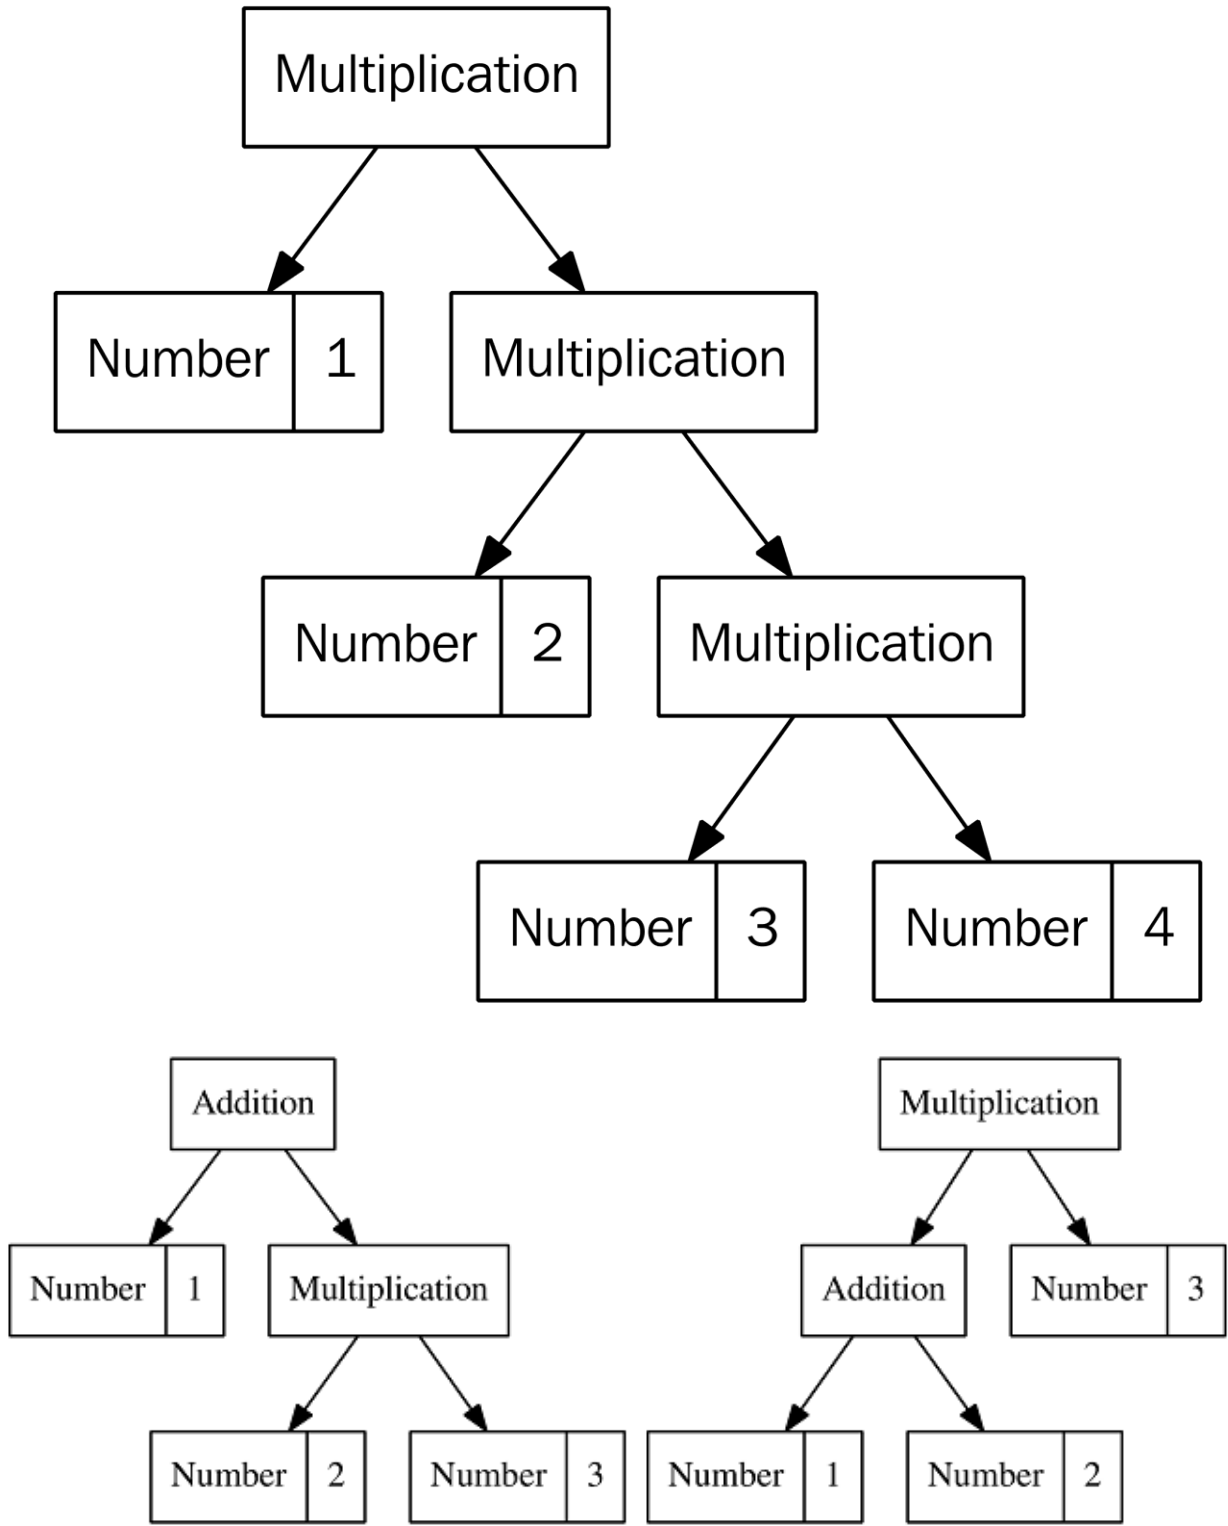 Multiplication
Number 1 Multiplication
Number 2 Multiplication
Number 3 Number 4
Addition Multiplication
Number 1 Multiplication Addition Number 3
Number 2 Number 3 Number 1 Number 2